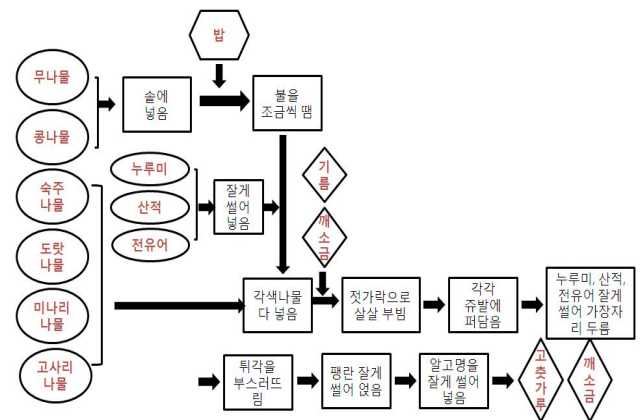 밥
무나물
콩나물
솥에
넣음
불을
조금씩 땜
숙주
나물
도랏
나물
미나리
나물
고사리
나물
누루미
산적
전유어
잘게
썰어
넣음
기
름
깨
소
금
각색나물
다 넣음
젓가락으로
살살 부빔
각각
쥬발에
퍼담음
누루미, 산적,
전유어 잘게
썰어 가장자
리 두름
튀각을
부스러뜨
림
팽란 잘게
썰어 얹음
알고명을
잘게 썰어
넣음
고
춧
가
루
깨
소
금